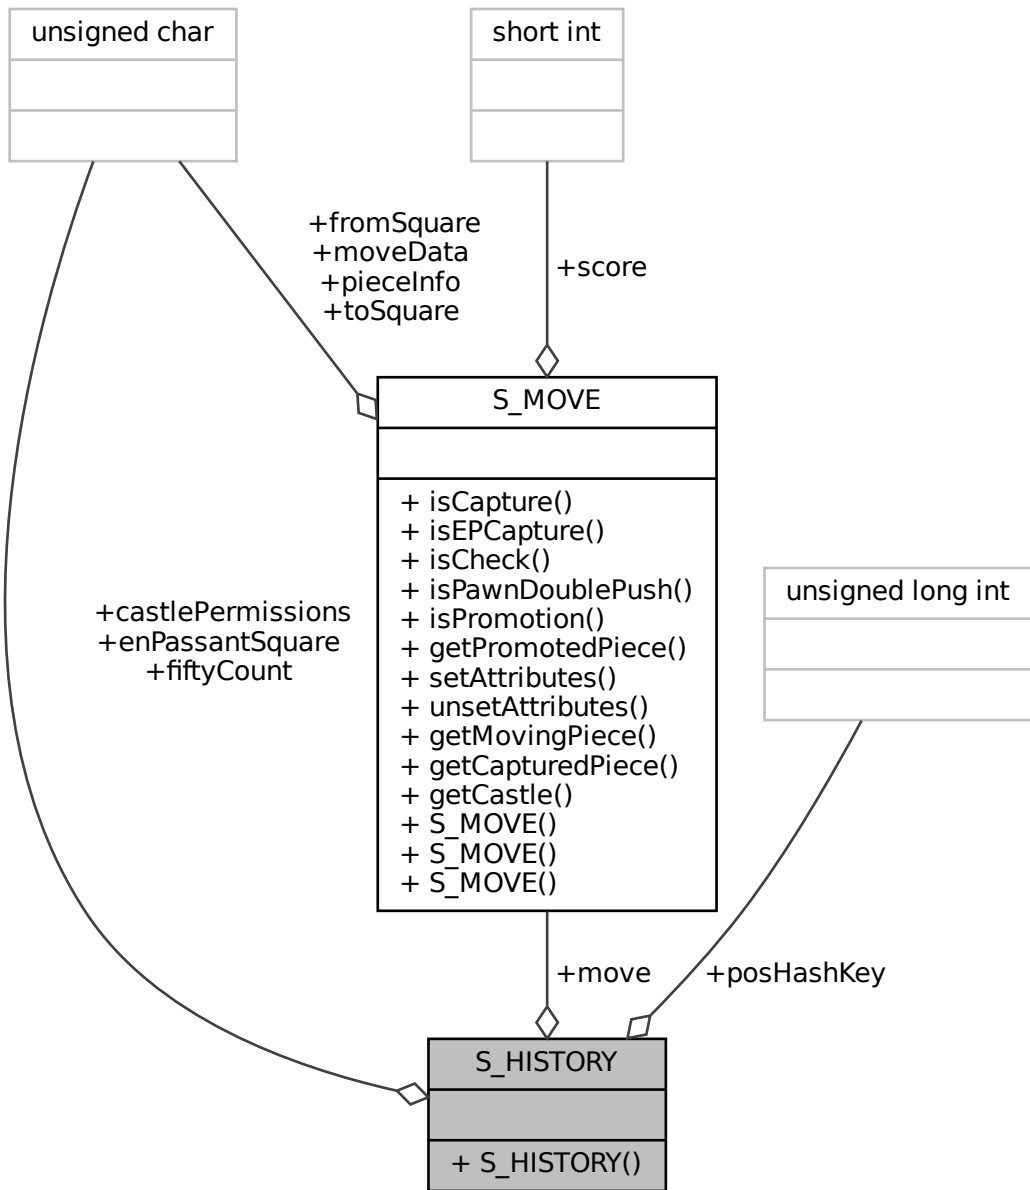 unsigned char
short int
+fromSquare
+moveData
+pieceInfo
+toSquare
+score
S_MOVE
+ isCapture()
+ isEPCapture()
+ isCheck()
+ isPawnDoublePush()
+ isPromotion()
+ getPromotedPiece()
+ setAttributes()
+ unsetAttributes()
+ getMovingPiece()
+ getCapturedPiece()
+ getCastle()
+ S_MOVE()
+ S_MOVE()
+ S_MOVE()
unsigned long int
+castlePermissions
+enPassantSquare
+fiftyCount
+move
+posHashKey
S_HISTORY
+ S_HISTORY()